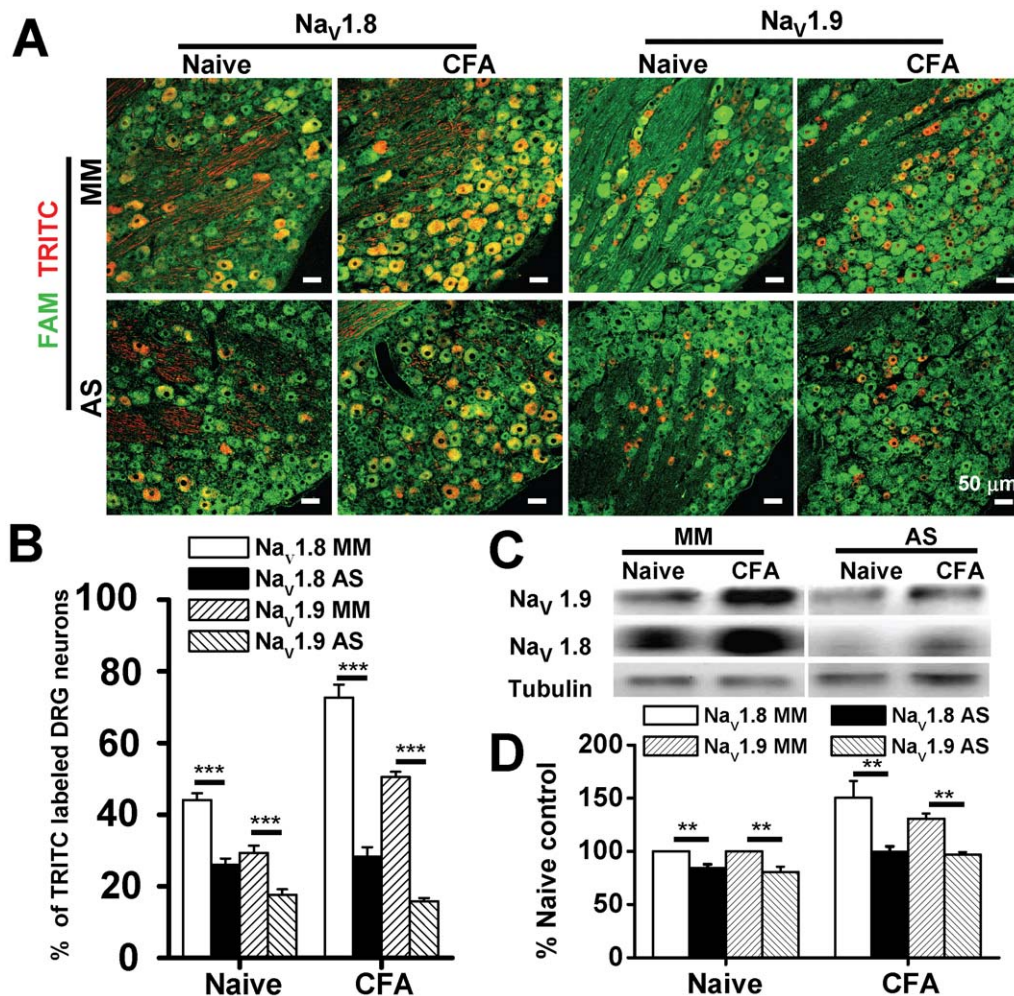 A
Nav1.8
Nav1.9
Naive
CFA
Naive
CFA
MM
AS
FAM TRITC
50 μm
B
Nav1.8 MM
Nav1.8 AS
Nav1.9 MM
Nav1.9 AS
% of TRITC labeled DRG neurons
100
80
60
40
20
0
***
***
***
***
Naive
CFA
C
MM
AS
Naive
CFA
Naive
CFA
Nav 1.9
Nav 1.8
Tubulin
D
Nav1.8 MM
Nav1.8 AS
Nav1.9 MM
Nav1.9 AS
% Naive control
200
150
100
50
0
**
**
**
**
Naive
CFA